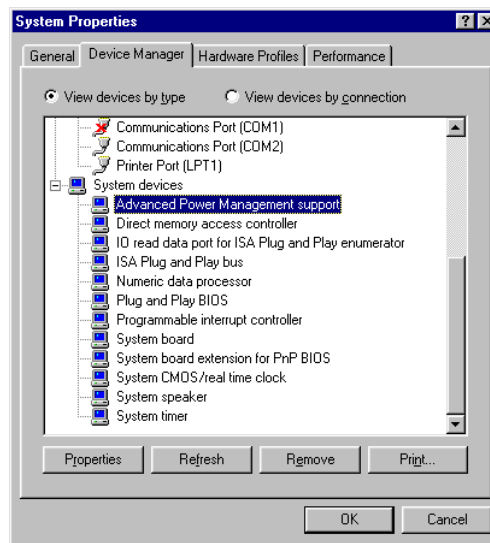 System Properties
General Device Manager Hardware Profiles Performance
View devices by type View devices by connection
Communications Port (COM1)
Communications Port (COM2)
Printer Port (LPT1)
System devices
Advanced Power Management support
Direct memory access controller
IO read data port for ISA Plug and Play enumerator
ISA Plug and Play bus
Numeric data processor
Plug and Play BIOS
Programmable interrupt controller
System board
System board extension for PnP BIOS
System CMOS/real time clock
System speaker
System timer
Properties Refresh Remove Print...
OK Cancel